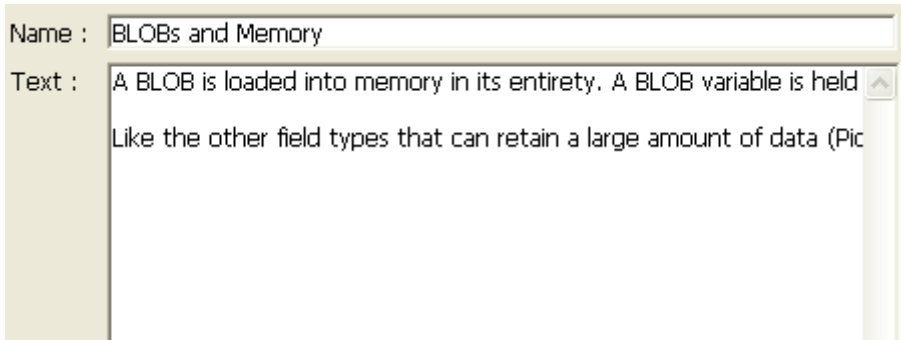 Name : BLOBs and Memory
Text : A BLOB is loaded into memory in its entirety. A BLOB variable is held
Like the other field types that can retain a large amount of data (Pic